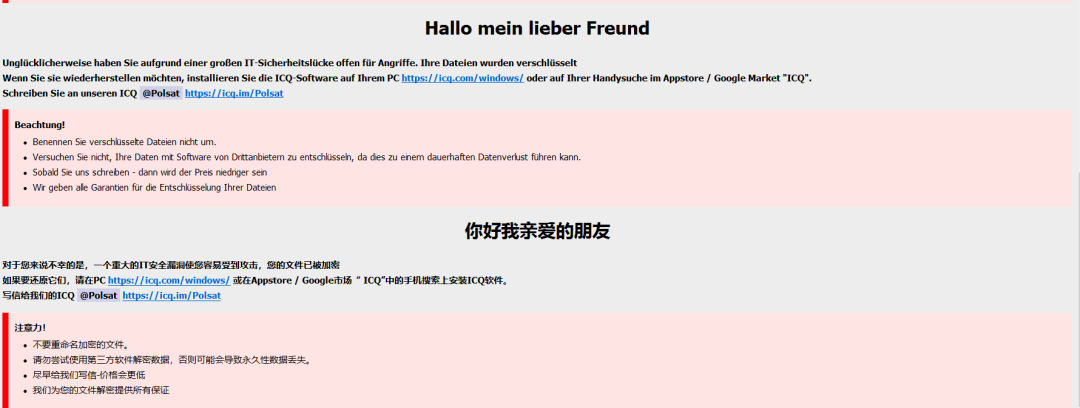 Hallo mein lieber Freund
Unglücklicherweise haben Sie aufgrund einer großen IT-Sicherheitslücke offen für Angriffe. Ihre Dateien wurden verschlüsselt
Wenn Sie sie wiederherstellen möchten, installieren Sie die ICQ-Software auf Ihrem PC https://icq.com/windows/ oder auf Ihrer Handysuche im Appstore / Google Market "ICQ".
Schreiben Sie an unseren ICQ @Polsat https://icq.im/Polsat
Beachtung!
• Benennen Sie verschlüsselte Dateien nicht um.
• Versuchen Sie nicht, Ihre Daten mit Software von Drittanbietern zu entschlüsseln, da dies zu einem dauerhaften Datenverlust führen kann.
• Sobald Sie uns schreiben - dann wird der Preis niedriger sein
• Wir geben alle Garantien für die Entschlüsselung Ihrer Dateien
你好我亲爱的朋友
对于您来说不幸的是，一个重大的IT安全漏洞使您容易受到攻击，您的文件已被加密
如果要还原它们，请在PC https://icq.com/windows/ 或在Appstore / Google市场 “ ICQ”中的手机搜索上安装ICQ软件。
写信给我们的ICQ @Polsat https://icq.im/Polsat
注意力！
• 不要重命名加密的文件。
• 请勿尝试使用第三方软件解密数据，否则可能会导致永久性数据丢失。
• 尽早给我们写信-价格会更低
• 我们为您的文件解密提供所有保证